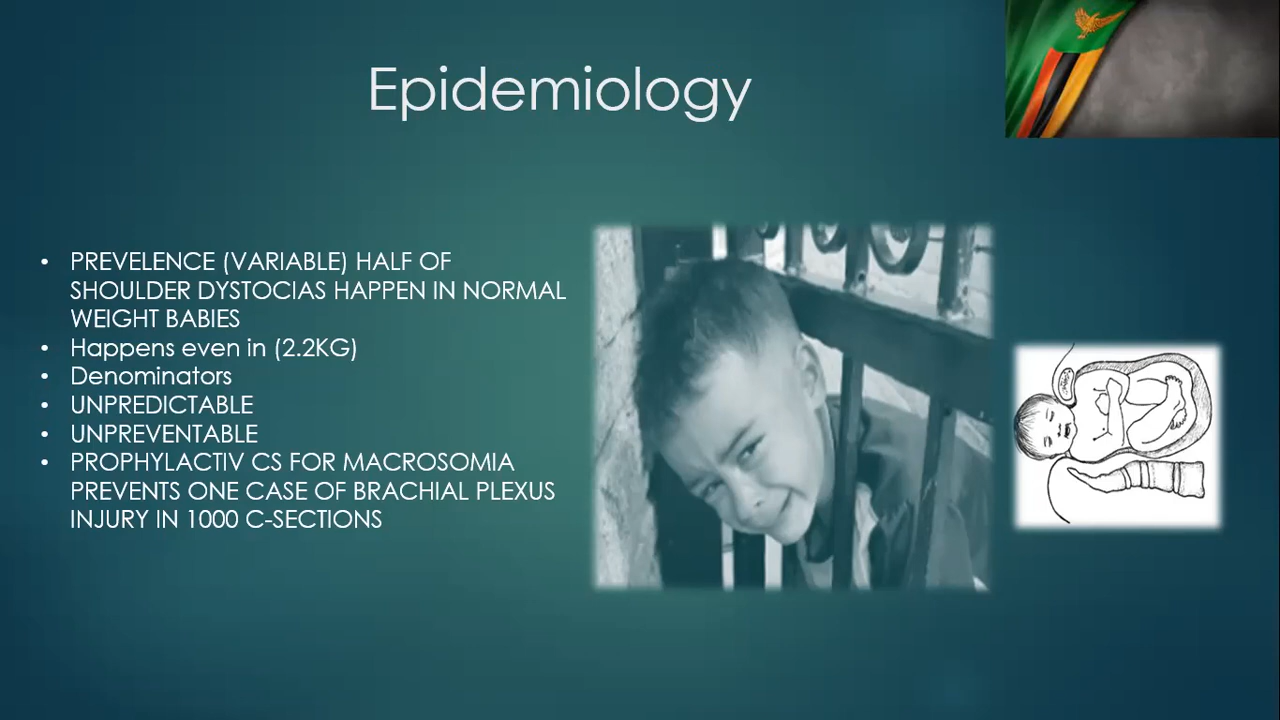 Epidemiology
• PREVELENCE (VARIABLE) HALF OF
SHOULDER DYSTOCIAS HAPPEN IN NORMAL
WEIGHT BABIES
• Happens even in (2.2KG)
• Denominators
• UNPREDICTABLE
• UNPREVENTABLE
• PROPHYLACTIV CS FOR MACROSOMIA
PREVENTS ONE CASE OF BRACHIAL PLEXUS
INJURY IN 1000 C-SECTIONS